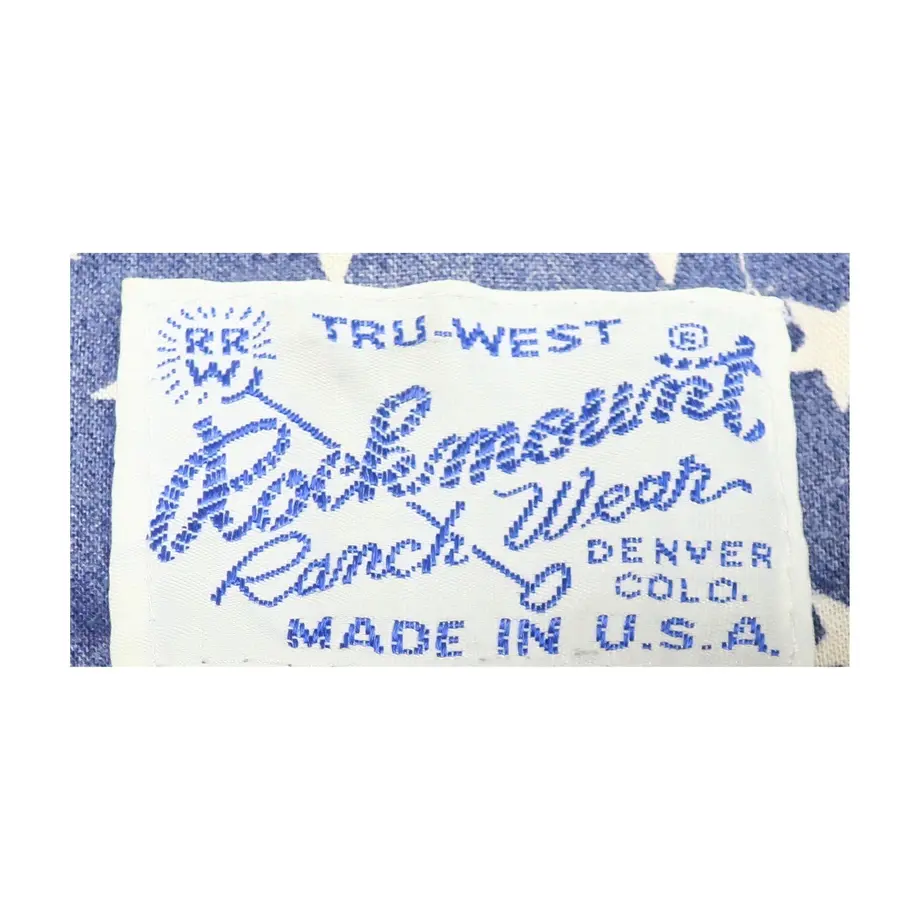 RR
W
TRU-WEST
®
Rockmount
Ranch Wear
DENVER
COLO.
MADE IN U.S.A.